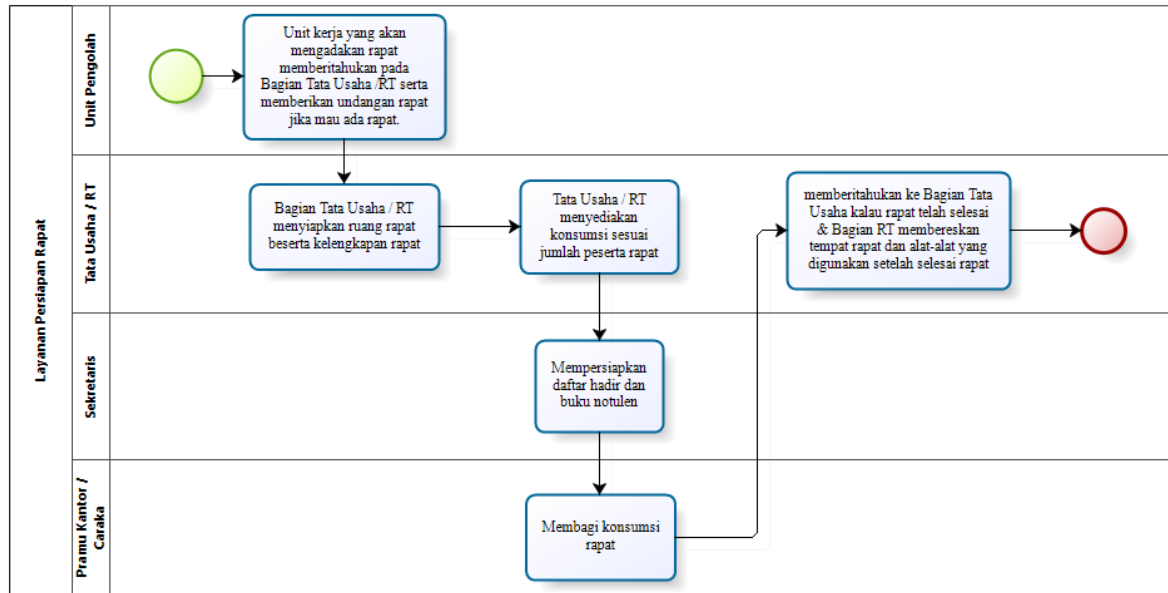 Layanan Persiapan Rapat
Unit Pengolah
Unit kerja yang akan
mengadakan rapat
memberitahukan pada
Bagian Tata Usaha /RT serta
memberikan undangan rapat
jika mau ada rapat.
Tata Usaha / RT
Bagian Tata Usaha / RT
menyiapkan ruang rapat
beserta kelengkapan rapat
Tata Usaha / RT
menyediakan
konsumsi sesuai
jumlah peserta rapat
memberitahukan ke Bagian Tata
Usaha kalau rapat telah selesai
& Bagian RT membereskan
tempat rapat dan alat-alat yang
digunakan setelah selesai rapat
Sekretaris
Mempersiapkan
daftar hadir dan
buku notulen
Pramu Kantor /
Caraka
Membagi konsumsi
rapat